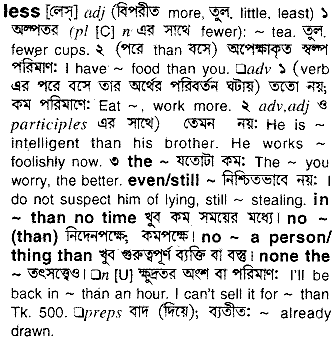 less [লেস্] adj (বিপরীত more, তুল. little, least) ১
অল্পতর (pl [C] n এর সাথে fewer): ~ tea. তুল.
fewer cups. ২ (পরে than বসে) অপেক্ষাকৃত স্বল্প
পরিমাণ: I have ~ food than you. □adv ১ (verb
এর পরে বসে তার অর্থের পরিবর্তন ঘটায়) ততো নয়;
কম পরিমাণে: Eat ~, work more. ২ adv,adj ও
participles এর সাথে) তেমন নয়: He is ~
intelligent than his brother. He works ~
foolishly now. ৩ the ~ যতোটা কম: The ~ you
worry, the better. even/still ~ নিশ্চিতভাবে নয়: I
do not suspect him of lying, still ~ stealing. in
~ than no time খুব কম সময়ের মধ্যে। no ~
(than) নিদেনপক্ষে, কমপক্ষে। no ~ a person/
thing than খুব গুরুত্বপূর্ণ ব্যক্তি বা বস্তু। none the
~ তৎসত্ত্বেও। □n [U] ক্ষুদ্রতর অংশ বা পরিমাণ: I'll be
back in ~ than an hour. I can't sell it for ~ than
Tk. 500. □preps বাদ (দিয়ে); ব্যতীত: ~ already
drawn.